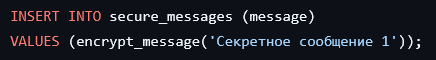 INSERT INTO secure_messages (message)
VALUES (encrypt_message('Секретное сообщение 1'));